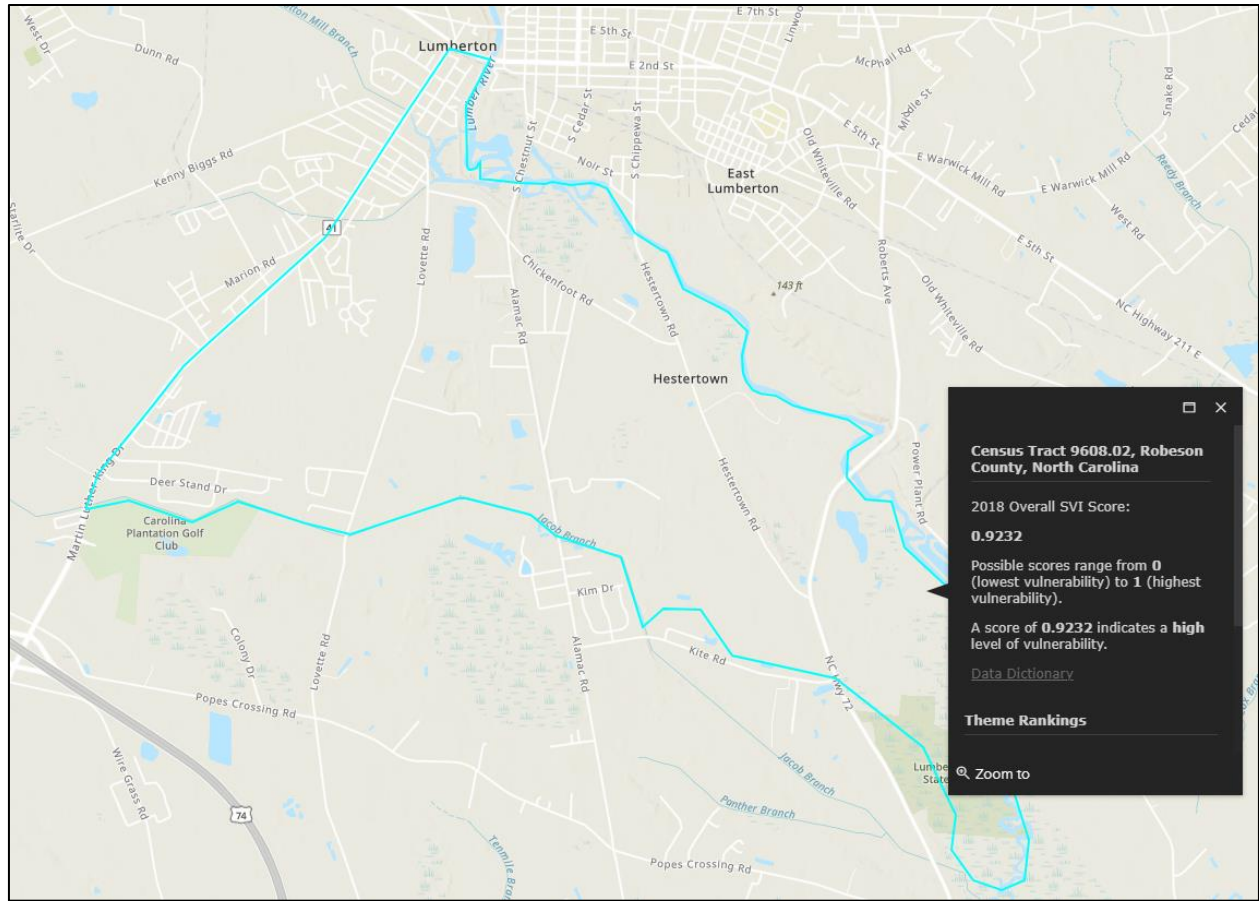 West Dr
Dunn Rd
Mill Branch
Lumberton
E 5th St
E 7th St
E 2nd St
McPhail Rd
Snake Rd
Lumber River
S Cedar St
S Chippewa St
S Chestnut St
Middle St
E 5th St
Old Whiteville Rd
E Warwick Mill Rd
E Warwick Mill Rd
Reedy Branch
Kenny Biggs Rd
Noir St
East
Lumberton
West Rd
Starlite Dr
41
Marion Rd
Lovette Rd
Chickenfoot Rd
Hestertown Rd
Roberts Ave
E 5th St
143 ft
Alamac Rd
Old Whiteville Rd
NC Highway 211 E
Hestertown
Census Tract 9608.02, Robeson
County, North Carolina
2018 Overall SVI Score:
0.9232
Possible scores range from 0
(lowest vulnerability) to 1 (highest
vulnerability).
A score of 0.9232 indicates a high
level of vulnerability.
Data Dictionary
Theme Rankings
Zoom to
Power Plant Rd
Hestertown Rd
Deer Stand Dr
Martin Luther King Dr
Carolina
Plantation Golf
Club
Jacob Branch
Kim Dr
Colony Dr
Lovette Rd
Alamac Rd
Kite Rd
NC Hwy 72
Popes Crossing Rd
Wire Grass Rd
74
Jacob Branch
Panther Branch
Tenmile
Popes Crossing Rd